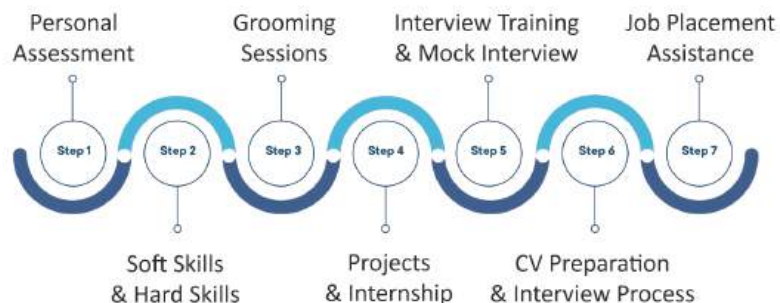 Personal
Assessment
Grooming
Sessions
Interview Training
& Mock Interview
Job Placement
Assistance
Step 1
Step 2
Step 3
Step 4
Step 5
Step 6
Step 7
Soft Skills
& Hard Skills
Projects
& Internship
CV Preparation
& Interview Process